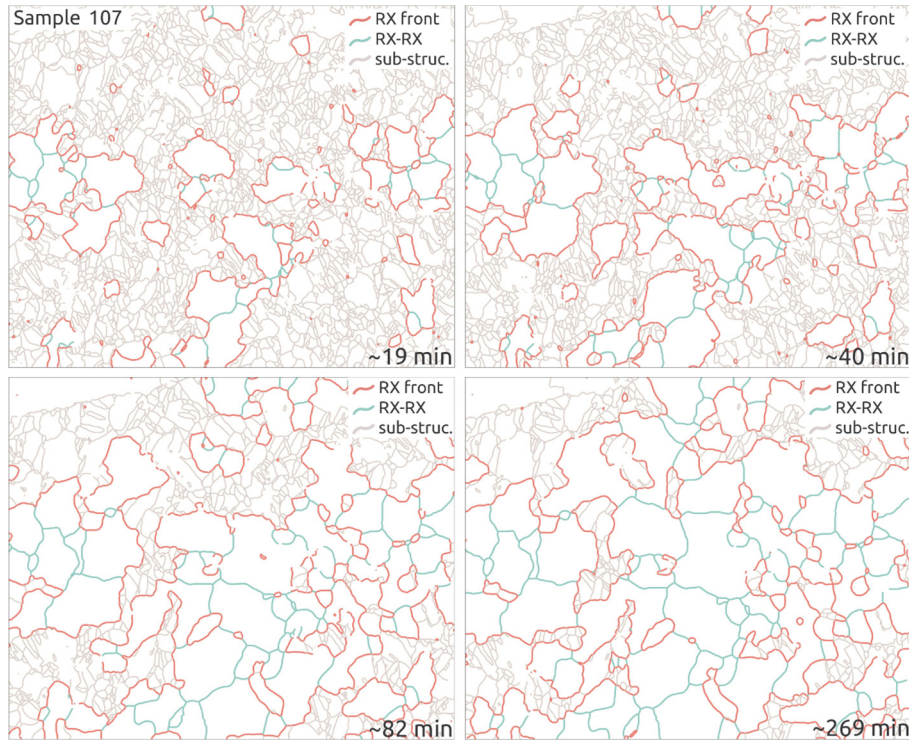 Sample 107
RX front
RX-RX
sub-struc.
~19 min
RX front
RX-RX
sub-struc.
~40 min
RX front
RX-RX
sub-struc.
~82 min
RX front
RX-RX
sub-struc.
~269 min